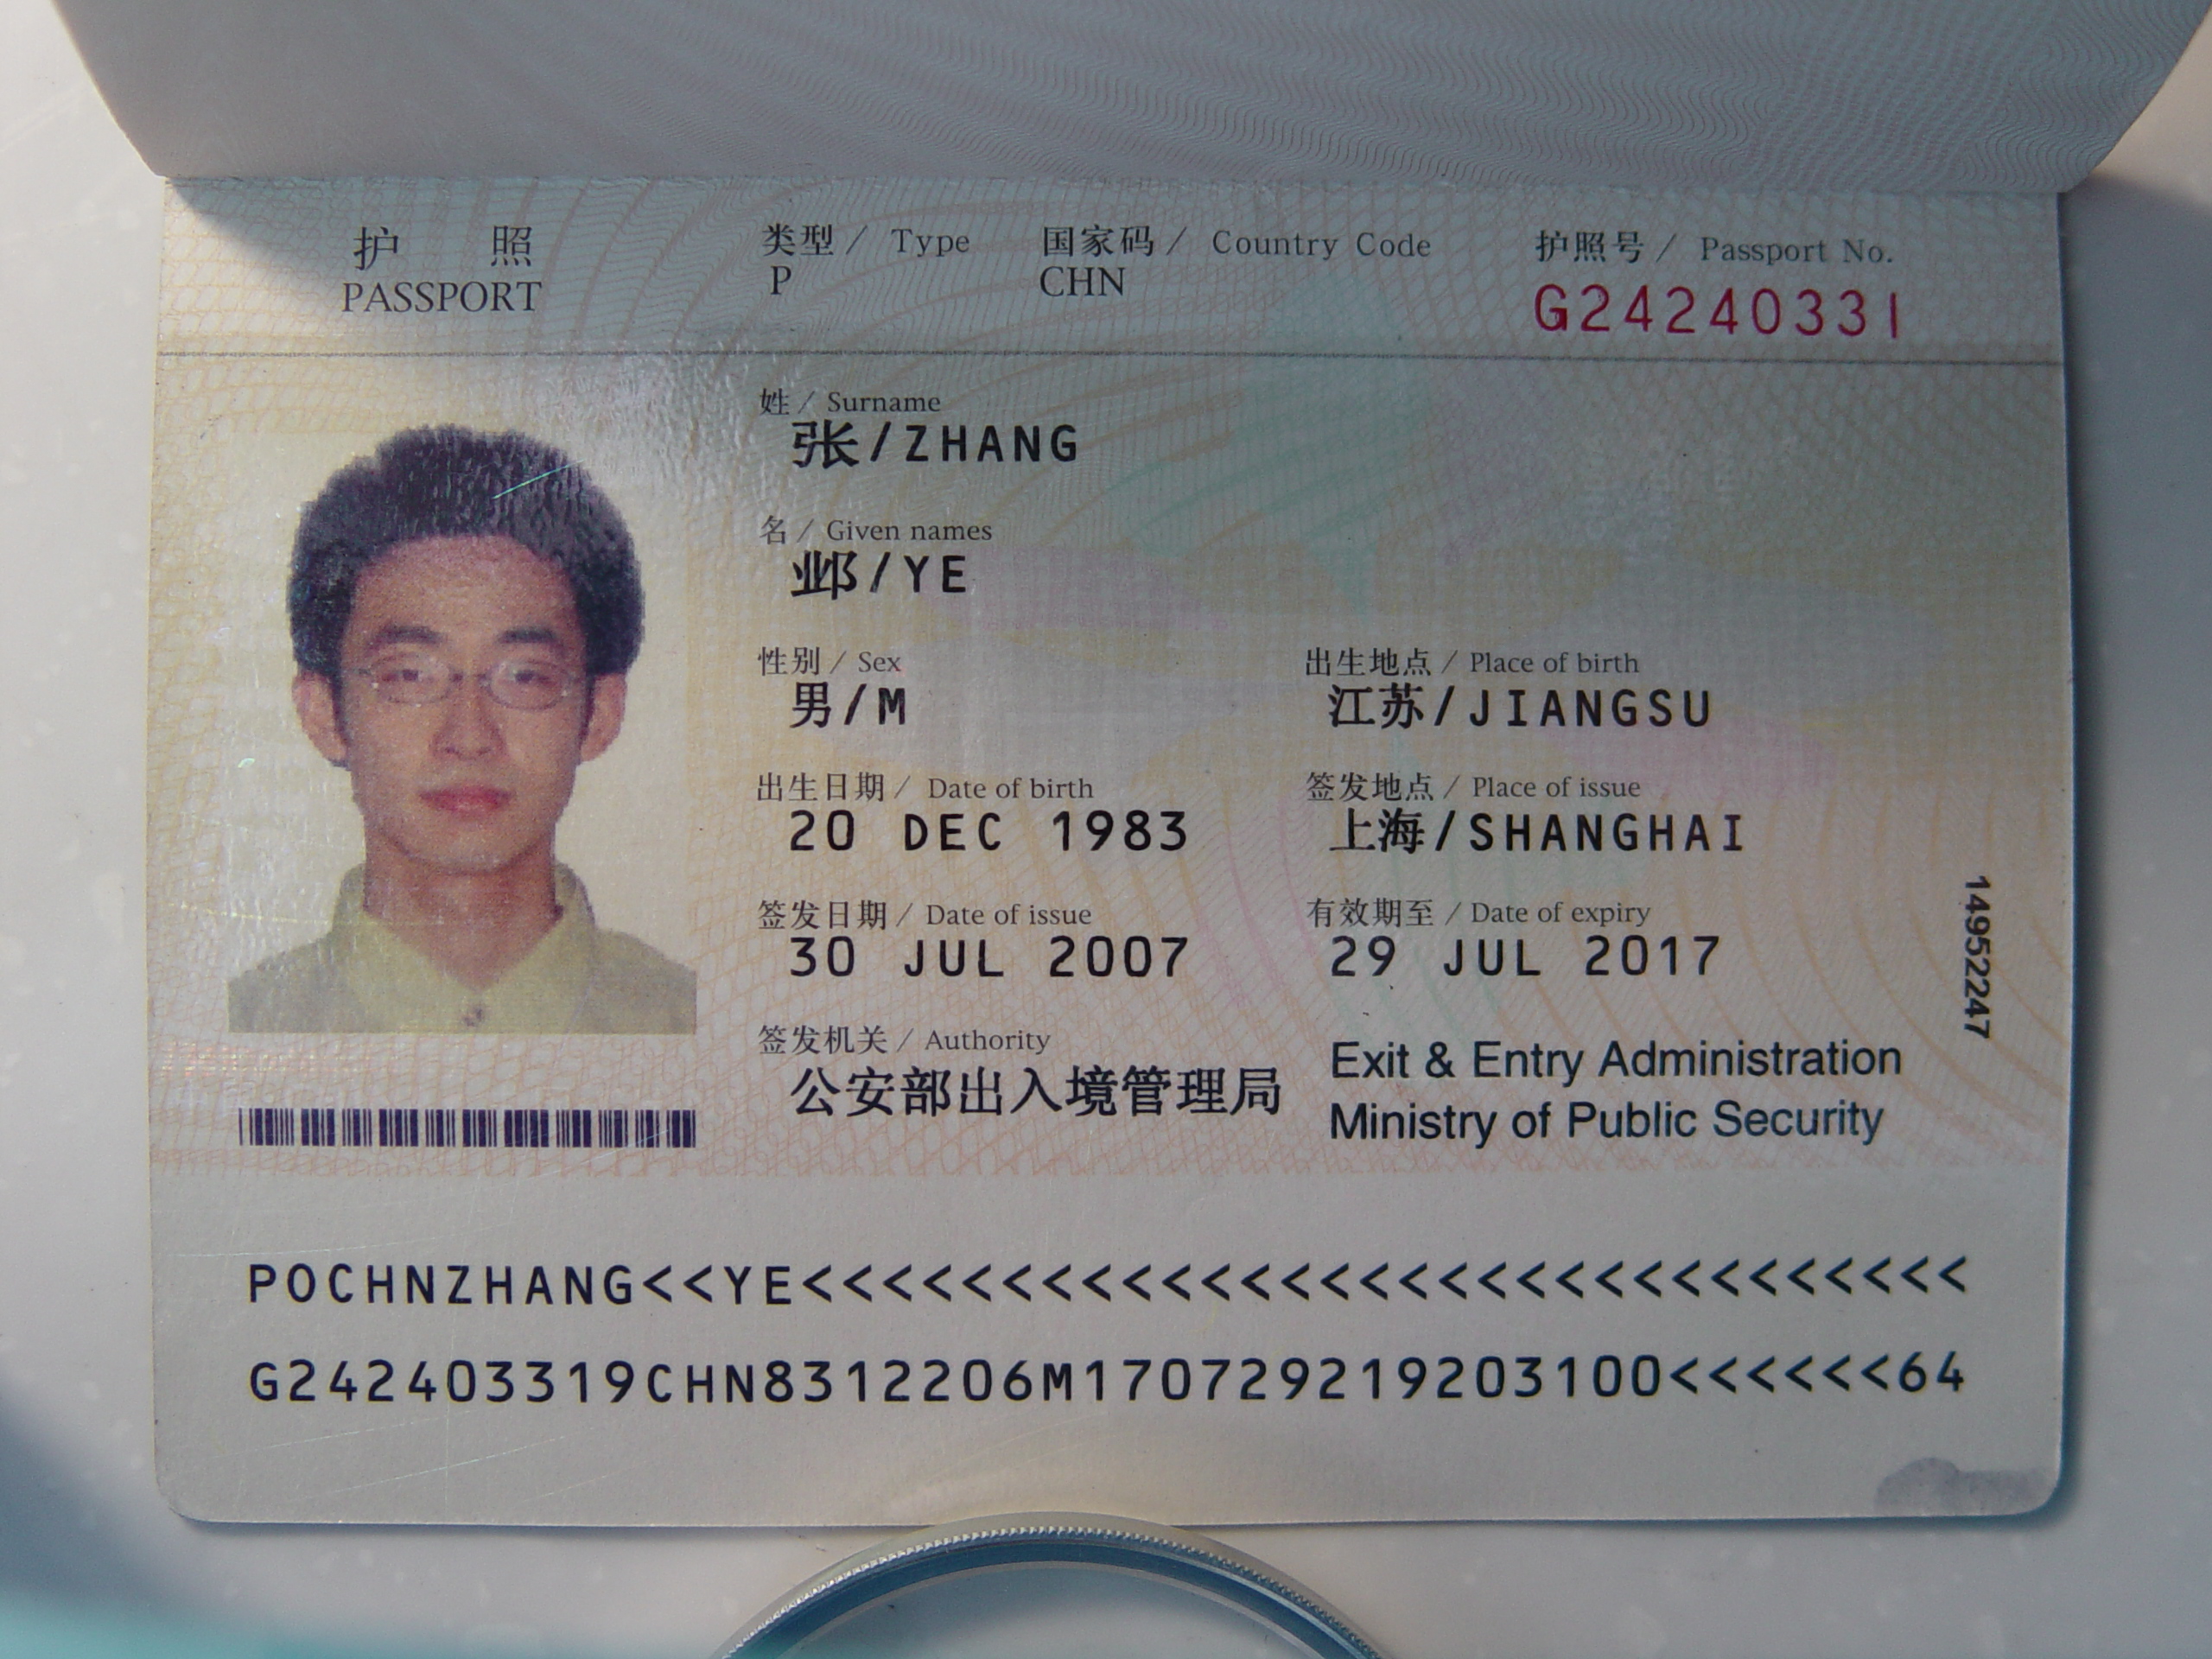 护 照 类型 / Type 国家码 / Country Code 护照号 / Passport No.
PASSPORT P CHN G24240331
姓 / Surname
张/ZHANG
名 / Given names
邺/YE
性别 / Sex 出生地点 / Place of birth
男/M 江苏/JIANGSU
出生日期 / Date of birth 签发地点 / Place of issue
20 DEC 1983 上海/SHANGHAI
签发日期 / Date of issue 有效期至 / Date of expiry
30 JUL 2007 29 JUL 2017
14952247
签发机关 / Authority
公安部出入境管理局 Exit & Entry Administration
Ministry of Public Security
POCHNZHANG<<YE<<<<<<<<<<<<<<<<<<<<<<<<<<<<<<
G242403319CHN8312206M170729219203100<<<<<<64